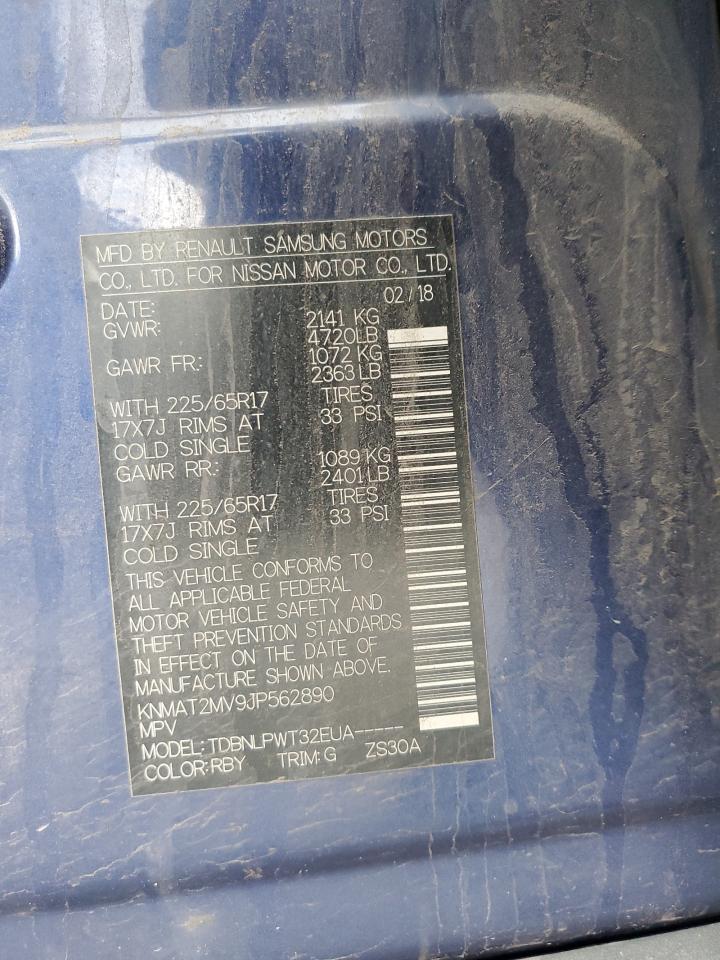 MFD BY RENAULT SAMSUNG MOTORS
CO., LTD. FOR NISSAN MOTOR CO., LTD.
DATE: 02/18
GVWR: 2141 KG
4720LB
GAWR FR.: 1072 KG
2363 LB
WITH 225/65R17 TIRES
17X7J RIMS AT 33 PSI
COLD SINGLE
GAWR RR.: 1089 KG
2401 LB
WITH 225/65R17 TIRES
17X7J RIMS AT 33 PSI
COLD SINGLE
THIS VEHICLE CONFORMS TO
ALL APPLICABLE FEDERAL
MOTOR VEHICLE SAFETY AND
THEFT PREVENTION STANDARDS
IN EFFECT ON THE DATE OF
MANUFACTURE SHOWN ABOVE.
KNMAT2MV9JP562890
MPV
MODEL:TDBNLPWT32EUA-----
COLOR:RBY TRIM:G ZS30A